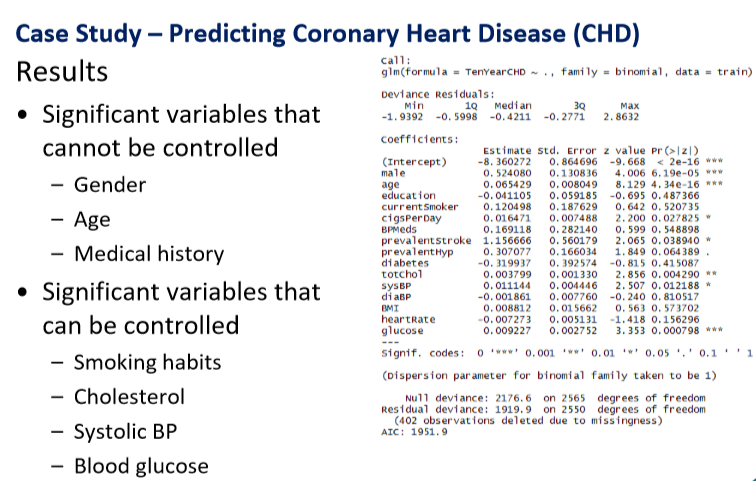 Case Study – Predicting Coronary Heart Disease (CHD)
Results
• Significant variables that
cannot be controlled
– Gender
– Age
– Medical history
• Significant variables that
can be controlled
– Smoking habits
– Cholesterol
– Systolic BP
– Blood glucose
Call:
glm(formula = TenYearCHD ~ ., family = binomial, data = train)
Deviance Residuals:
Min 1Q Median 3Q Max
-1.9392 -0.5998 -0.4211 -0.2771 2.8632
Coefficients:
Estimate Std. Error z value Pr(>|z|)
(Intercept) -8.360272 0.864696 -9.668 < 2e-16 ***
male 0.524080 0.130836 4.006 6.19e-05 ***
age 0.065429 0.008049 8.129 4.34e-16 ***
education -0.041105 0.059185 -0.695 0.487366
currentSmoker 0.120498 0.187629 0.642 0.520735
cigsPerDay 0.016471 0.007488 2.200 0.027825 *
BPMeds 0.169118 0.282140 0.599 0.548898
prevalentStroke 1.156666 0.560179 2.065 0.038940 *
prevalentHyp 0.307077 0.166034 1.849 0.064389 .
diabetes -0.319937 0.392574 -0.815 0.415087
totChol 0.003799 0.001330 2.856 0.004290 **
sysBP 0.011144 0.004446 2.507 0.012188 *
diaBP -0.001861 0.007760 -0.240 0.810517
BMI 0.008812 0.015662 0.563 0.573702
heartRate -0.007273 0.005131 -1.418 0.156296
glucose 0.009227 0.002752 3.353 0.000798 ***
---
Signif. codes: 0 '***' 0.001 '**' 0.01 '*' 0.05 '.' 0.1 ' ' 1
(Dispersion parameter for binomial family taken to be 1)
Null deviance: 2176.6 on 2565 degrees of freedom
Residual deviance: 1919.9 on 2550 degrees of freedom
(402 observations deleted due to missingness)
AIC: 1951.9